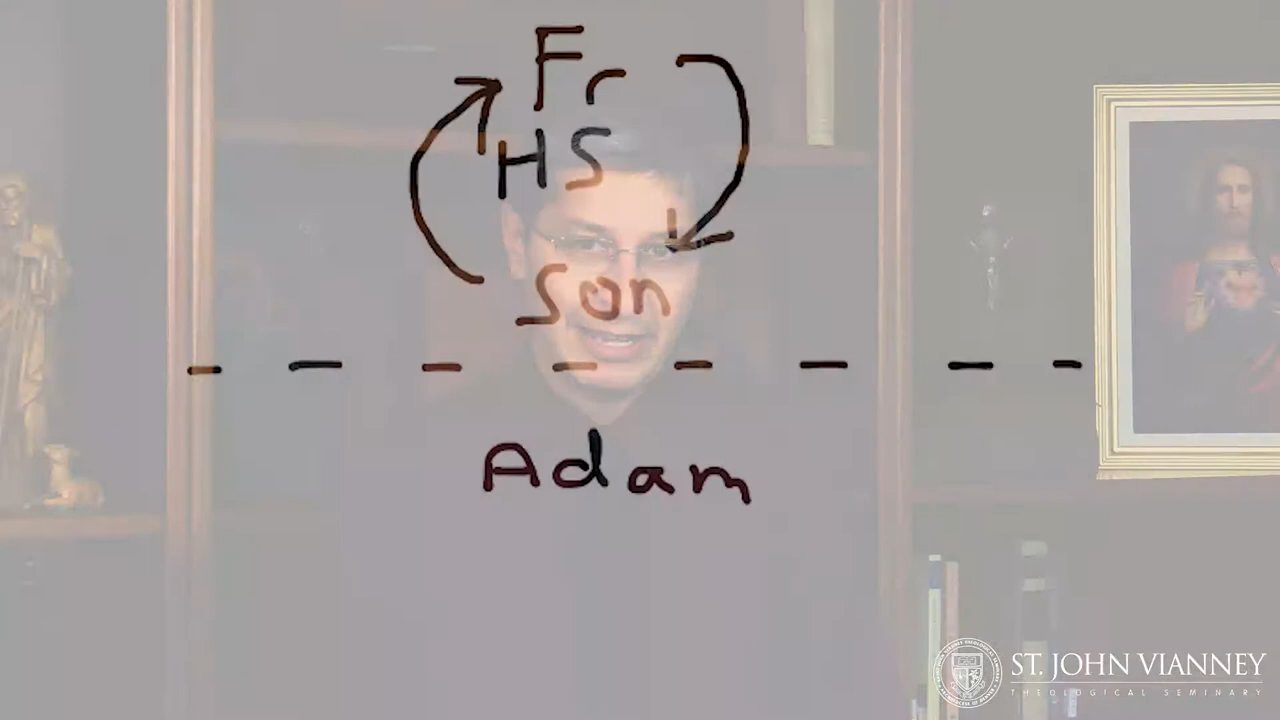 Fr
HS
Son
Adam
ST. JOHN VIANNEY
THEOLOGICAL SEMINARY